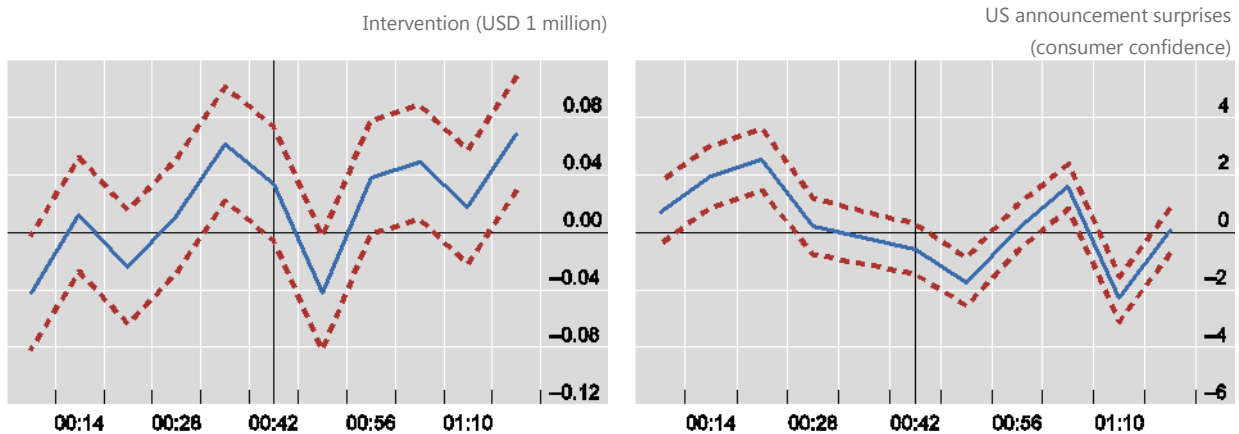 Intervention (USD 1 million)
0.08
0.04
0.00
–0.04
–0.08
–0.12
00:14 00:28 00:42 00:56 01:10
US announcement surprises
(consumer confidence)
4
2
0
–2
–4
–6
00:14 00:28 00:42 00:56 01:10